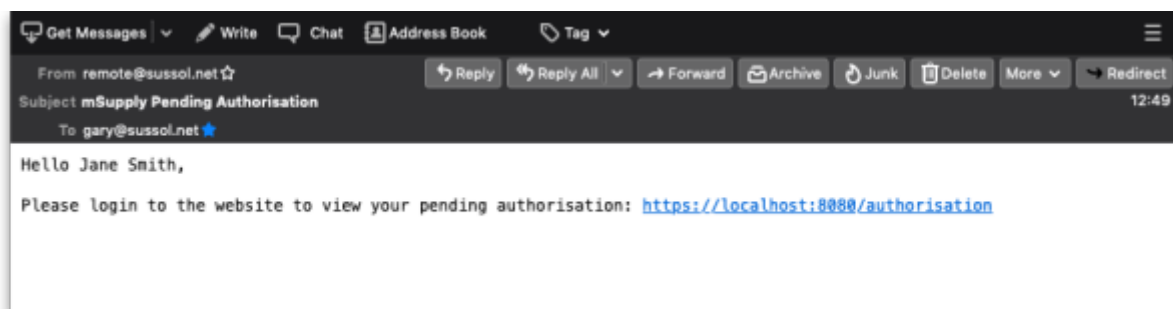 Get Messages Write Chat Address Book Tag
From remote@sussol.net Reply Reply All Forward Archive Junk Delete More Redirect
Subject mSupply Pending Authorisation 12:49
To gary@sussol.net
Hello Jane Smith,
Please login to the website to view your pending authorisation: https://localhost:8080/authorisation